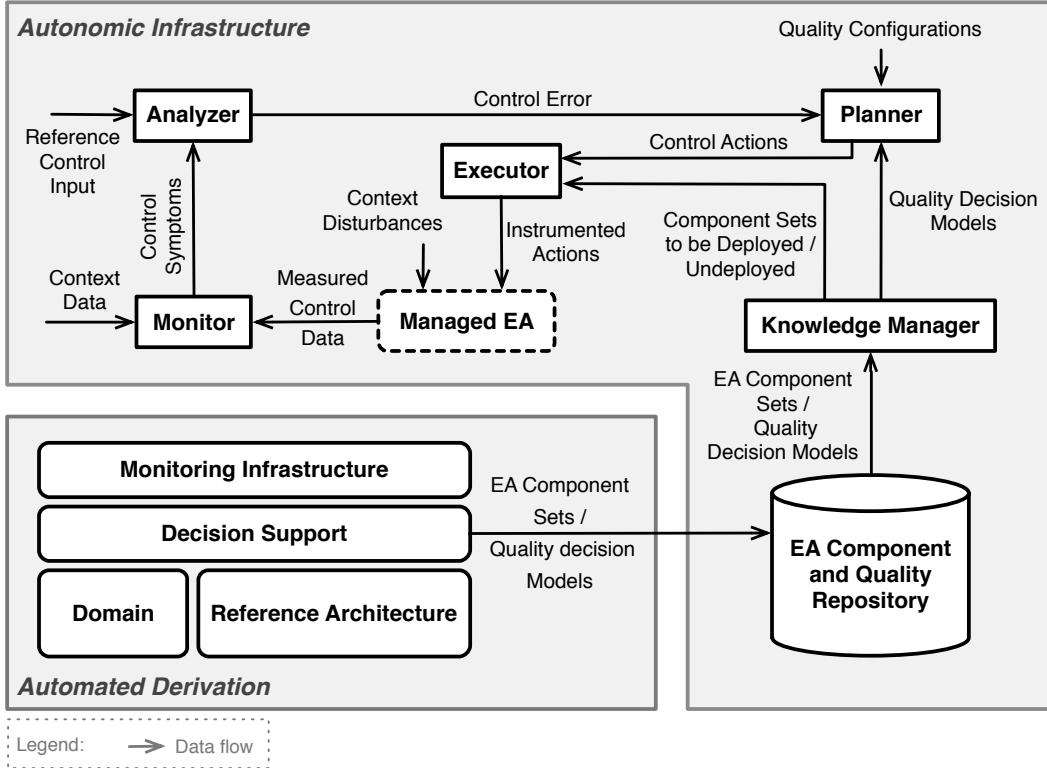 Autonomic Infrastructure
Quality Configurations
Analyzer
Control Error
Planner
Reference
Control
Input
Control
Symptoms
Control Actions
Executor
Context
Disturbances
Instrumented
Actions
Component Sets
to be Deployed /
Undeployed
Quality Decision
Models
Context
Data
Monitor
Measured
Control
Data
Managed EA
Knowledge Manager
EA Component
Sets /
Quality
Decision Models
Monitoring Infrastructure
Decision Support
Domain
Reference Architecture
EA Component
Sets /
Quality decision
Models
EA Component
and Quality
Repository
Automated Derivation
Legend:
Data flow